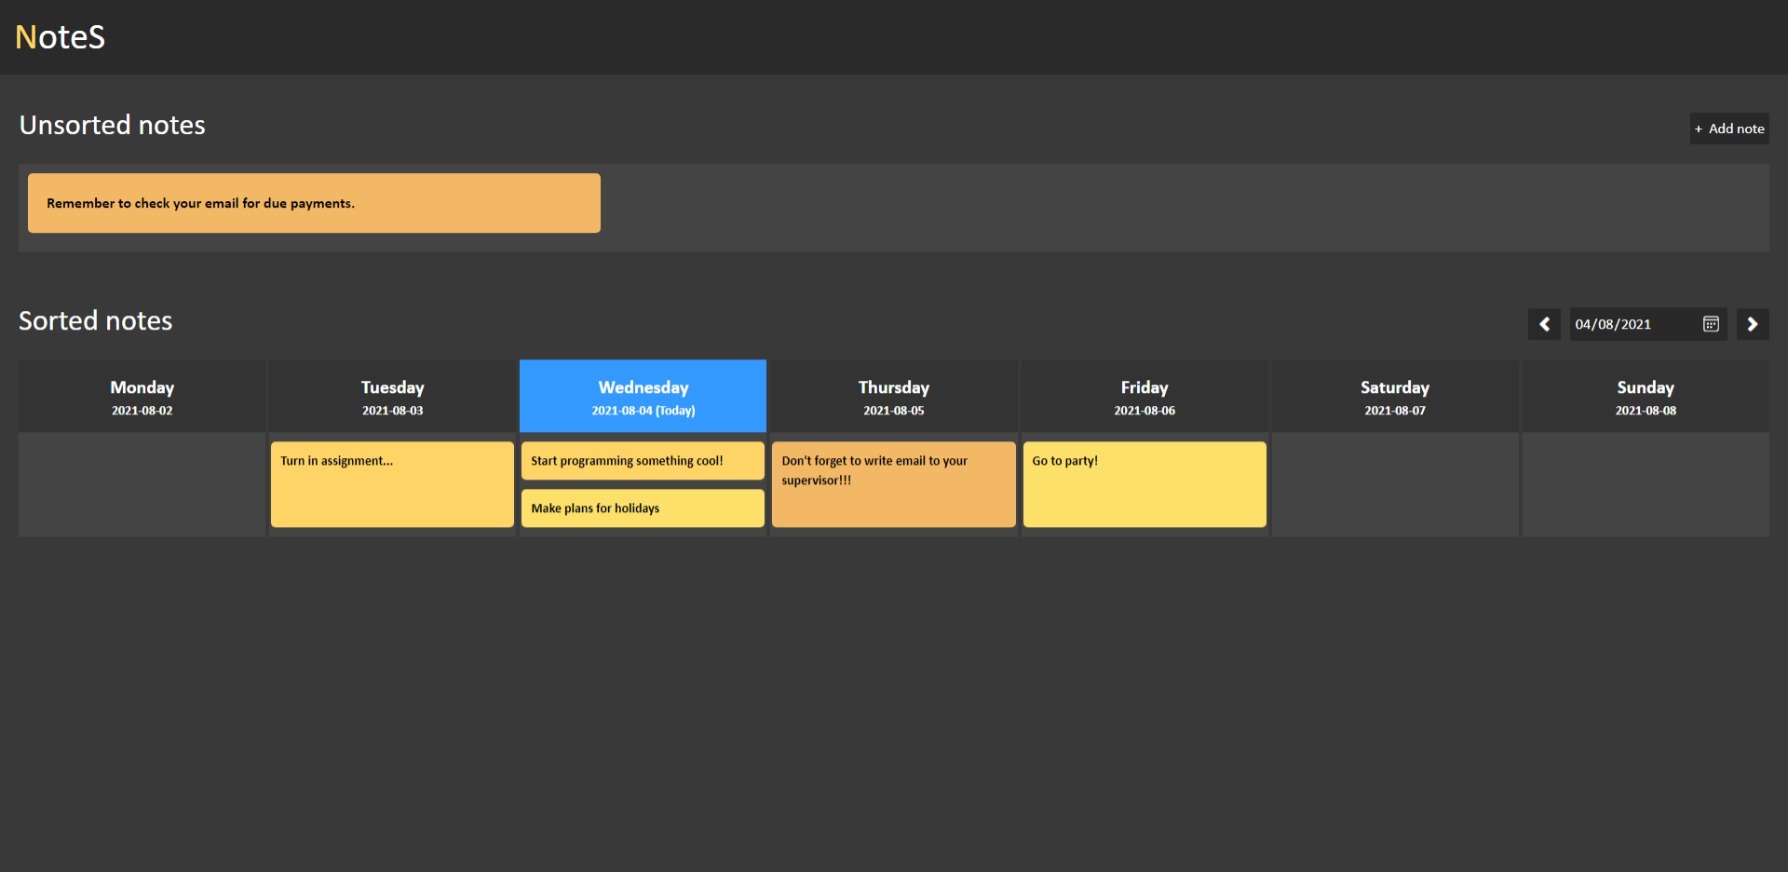 NoteS
Unsorted notes
+ Add note
Remember to check your email for due payments.
Sorted notes
04/08/2021
Monday
2021-08-02
Tuesday
2021-08-03
Wednesday
2021-08-04 (Today)
Thursday
2021-08-05
Friday
2021-08-06
Saturday
2021-08-07
Sunday
2021-08-08
Turn in assignment...
Start programming something cool!
Make plans for holidays
Don't forget to write email to your
supervisor!!!
Go to party!